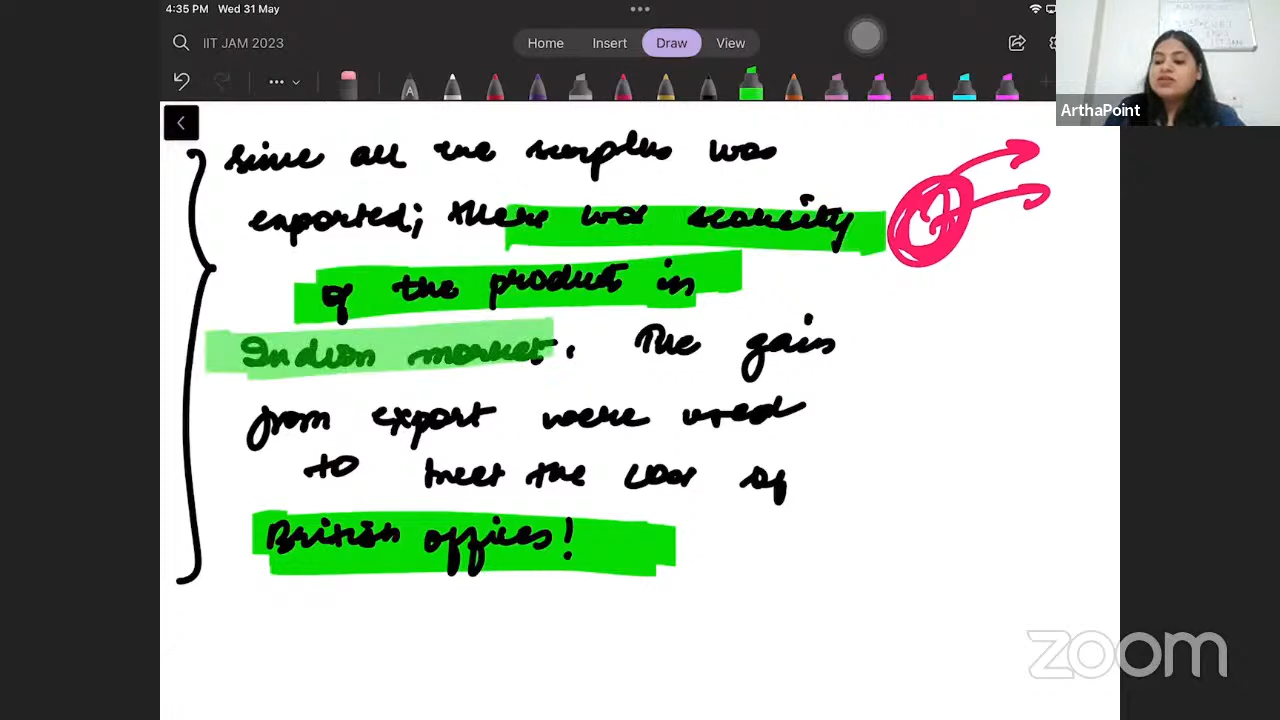 4:35 PM Wed 31 May
IIT JAM 2023
Home Insert Draw View
ArthaPoint
since all the surplus was
exported; there was scarcity
of the product in
Indian market. The gain
from export were used
to meet the cost of
British offices!
zoom